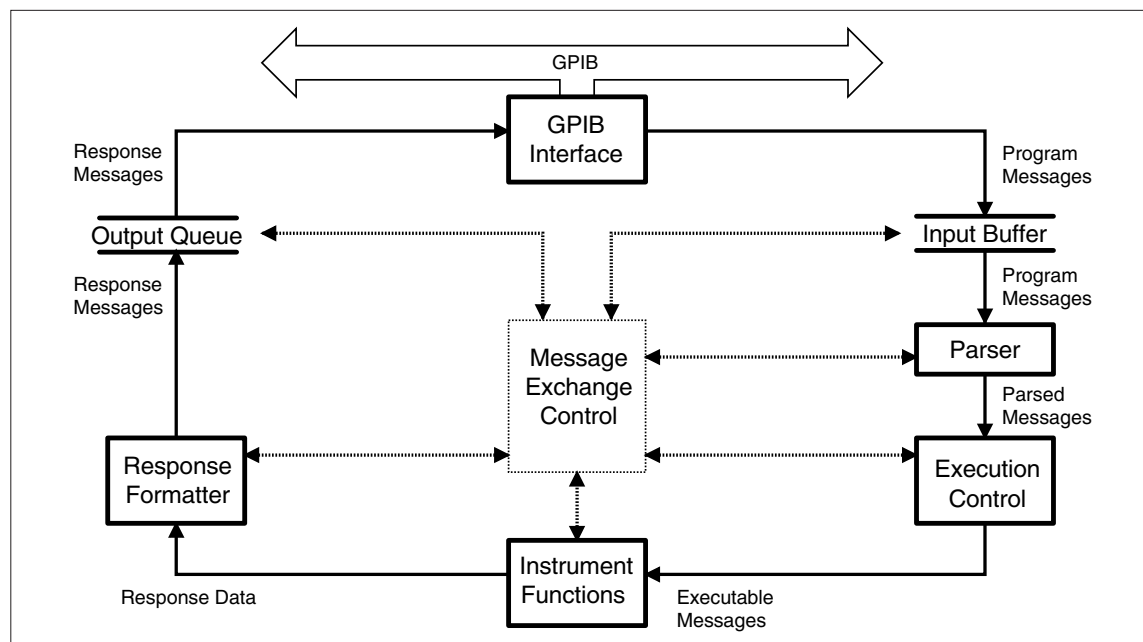 GPIB
GPIB
Interface
Response
Messages
Program
Messages
Output Queue
Input Buffer
Response
Messages
Program
Messages
Message
Exchange
Control
Parser
Parsed
Messages
Response
Formatter
Execution
Control
Instrument
Functions
Response Data
Executable
Messages